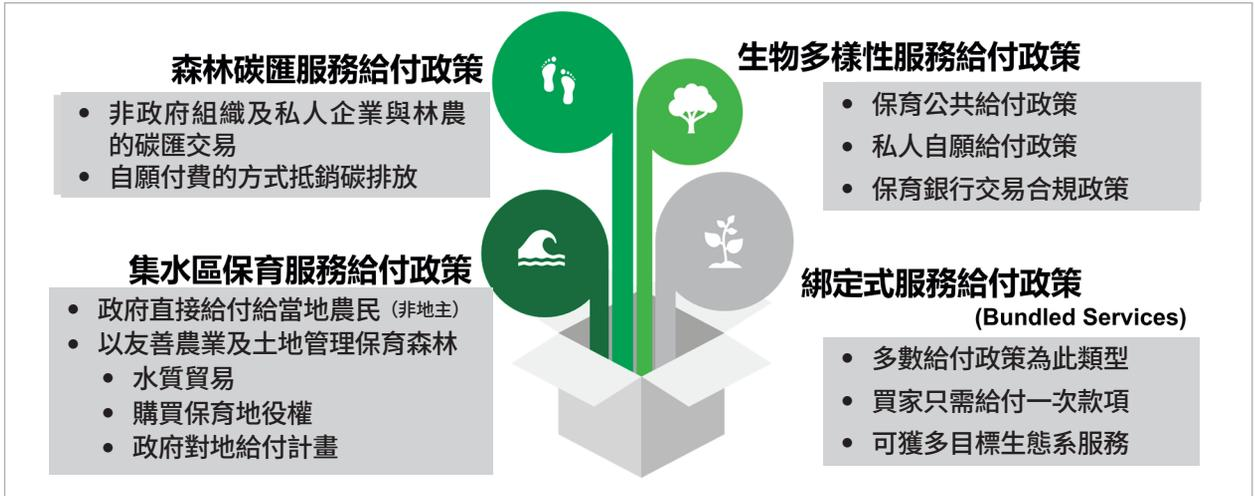 森林碳匯服務給付政策
• 非政府組織及私人企業與林農
的碳匯交易
• 自願付費的方式抵銷碳排放
生物多樣性服務給付政策
• 保育公共給付政策
• 私人自願給付政策
• 保育銀行交易合規政策
集水區保育服務給付政策
• 政府直接給付給當地農民（非地主）
• 以友善農業及土地管理保育森林
• 水質貿易
• 購買保育地役權
• 政府對地給付計畫
綁定式服務給付政策
(Bundled Services)
• 多數給付政策為此類型
• 買家只需給付一次款項
• 可獲多目標生態系服務